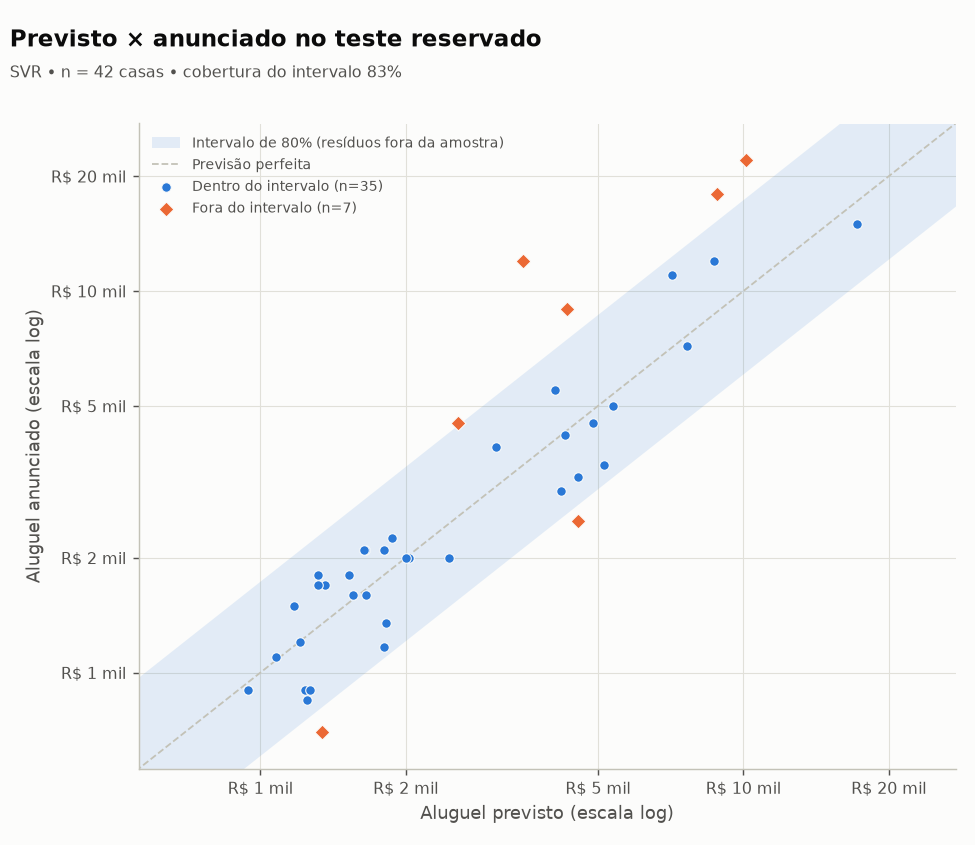 Previsto × anunciado no teste reservado
SVR • n = 42 casas • cobertura do intervalo 83%
Intervalo de 80% (resíduos fora da amostra)
Previsão perfeita
Dentro do intervalo (n=35)
Fora do intervalo (n=7)
R$ 20 mil
R$ 10 mil
R$ 5 mil
R$ 2 mil
R$ 1 mil
Aluguel anunciado (escala log)
R$ 1 mil
R$ 2 mil
R$ 5 mil
R$ 10 mil
R$ 20 mil
Aluguel previsto (escala log)